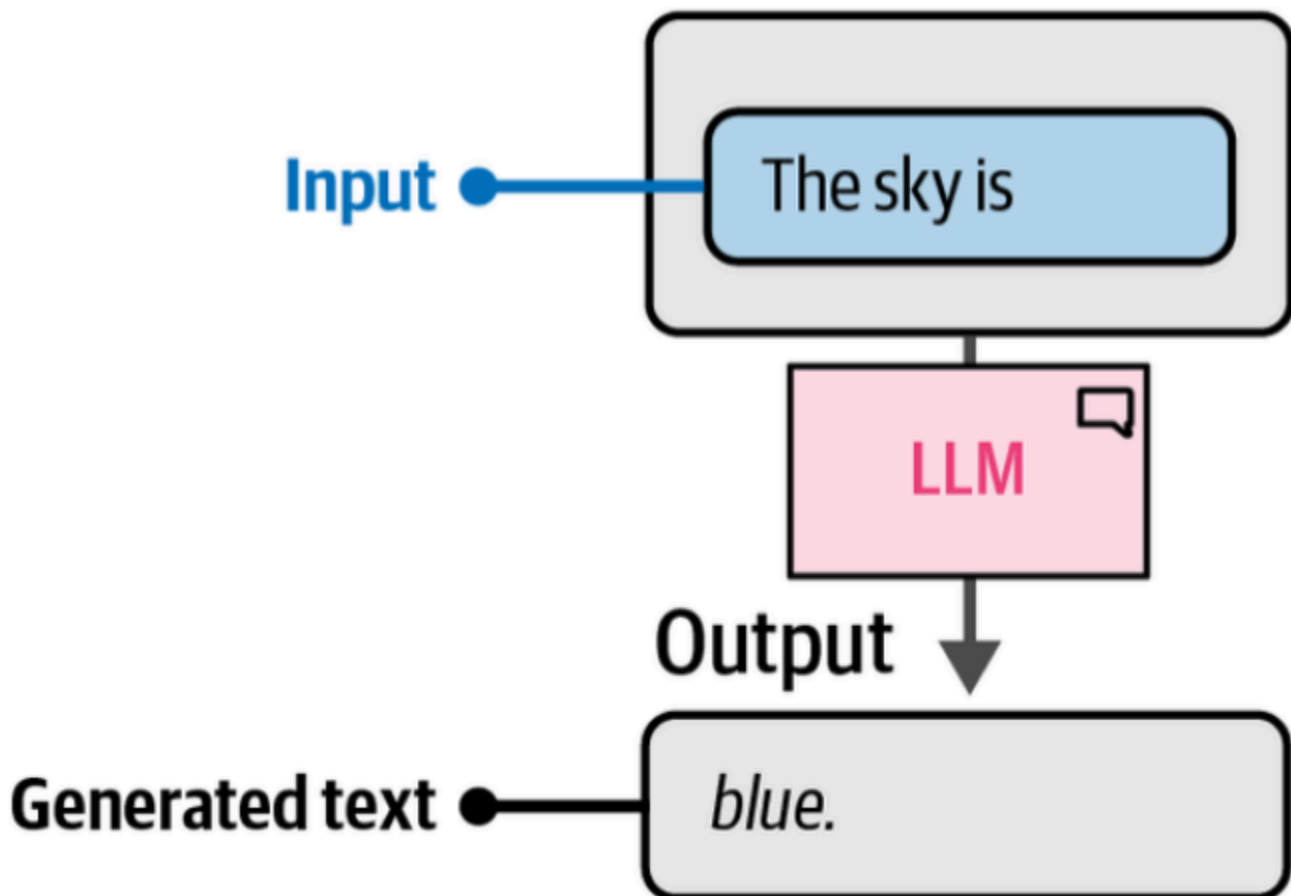 Input
The sky is
LLM
Output
Generated text
blue.